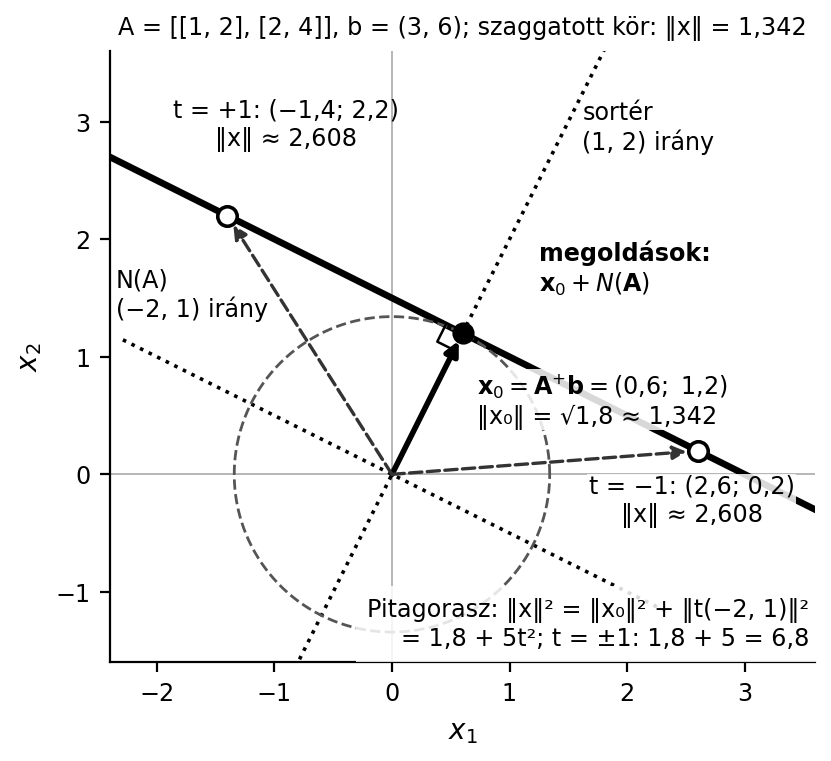 A = [[1, 2], [2, 4]], b = (3, 6); szaggatott kör: ‖x‖ = 1,342
t = +1: (−1,4; 2,2)
‖x‖ ≈ 2,608
sortér
(1, 2) irány
megoldások:
x₀ + N(A)
N(A)
(−2, 1) irány
x₀ = A⁺b = (0,6; 1,2)
‖x₀‖ = √1,8 ≈ 1,342
t = −1: (2,6; 0,2)
‖x‖ ≈ 2,608
Pitagorasz: ‖x‖² = ‖x₀‖² + ‖t(−2, 1)‖²
= 1,8 + 5t²; t = ±1: 1,8 + 5 = 6,8
3
2
1
0
−1
x₂
−2
−1
0
1
2
3
x₁